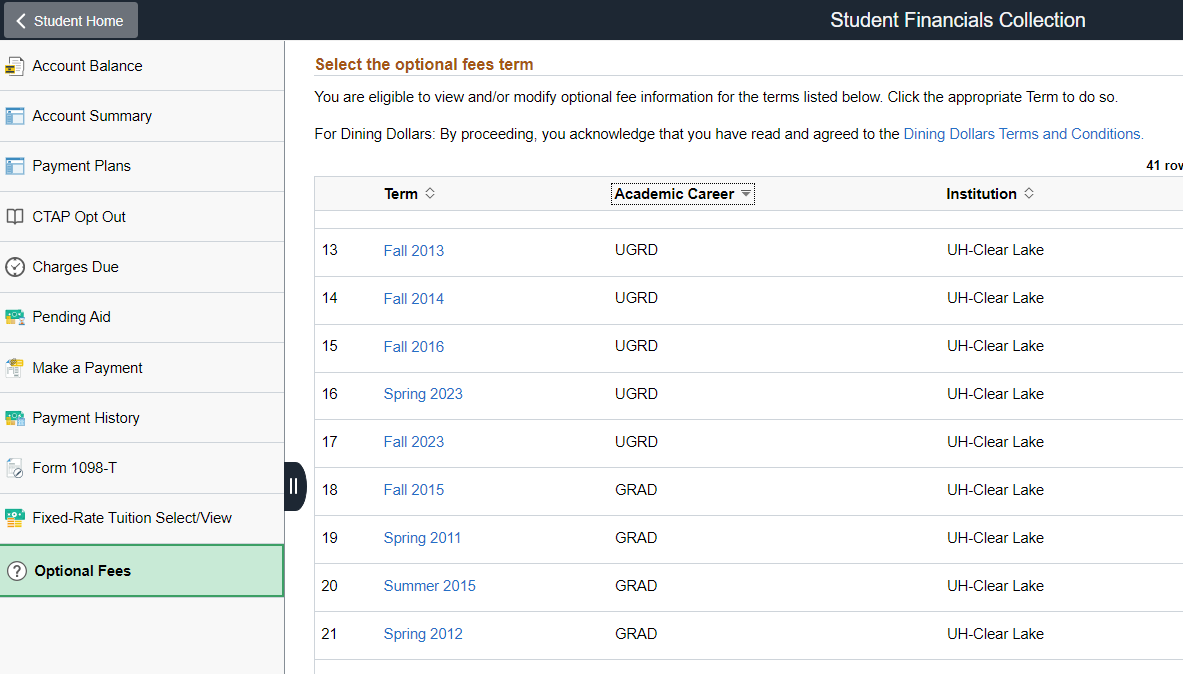 Student Home
Student Financials Collection
Account Balance
Account Summary
Payment Plans
CTAP Opt Out
Charges Due
Pending Aid
Make a Payment
Payment History
Form 1098-T
Fixed-Rate Tuition Select/View
Optional Fees
Select the optional fees term
You are eligible to view and/or modify optional fee information for the terms listed below. Click the appropriate Term to do so.
For Dining Dollars: By proceeding, you acknowledge that you have read and agreed to the Dining Dollars Terms and Conditions.
41
Term Academic Career Institution
13 Fall 2013 UGRD UH-Clear Lake
14 Fall 2014 UGRD UH-Clear Lake
15 Fall 2016 UGRD UH-Clear Lake
16 Spring 2023 UGRD UH-Clear Lake
17 Fall 2023 UGRD UH-Clear Lake
18 Fall 2015 GRAD UH-Clear Lake
19 Spring 2011 GRAD UH-Clear Lake
20 Summer 2015 GRAD UH-Clear Lake
21 Spring 2012 GRAD UH-Clear Lake